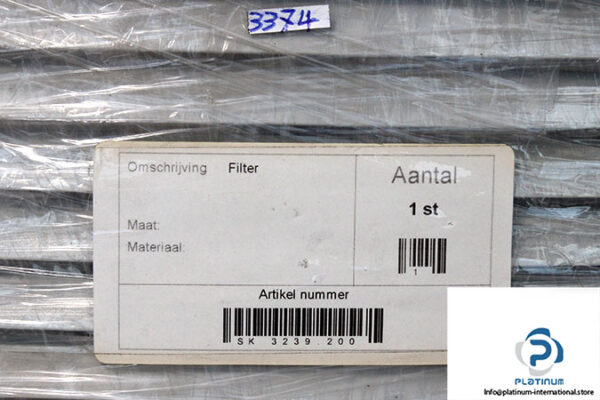 3374
Omschrijving Filter
Aantal
1 st
Maat:
Materiaal:
1
Artikel nummer
SK 3239.200
PLATINUM
Info@platinum-international.store